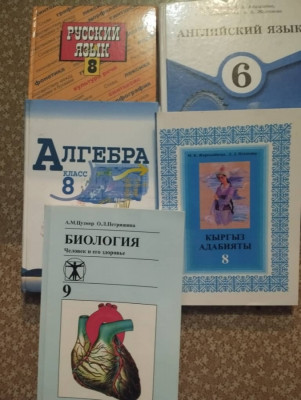 РУССКИЙ
ЯЗЫК
8
АНГЛИЙСКИЙ ЯЗЫК
6
АЛГЕБРА
КЛАСС
8
КЫРГЫЗ
АДАБИЯТЫ
8
А.М.Цузмер О.Л.Петришина
БИОЛОГИЯ
Человек и его здоровье
9